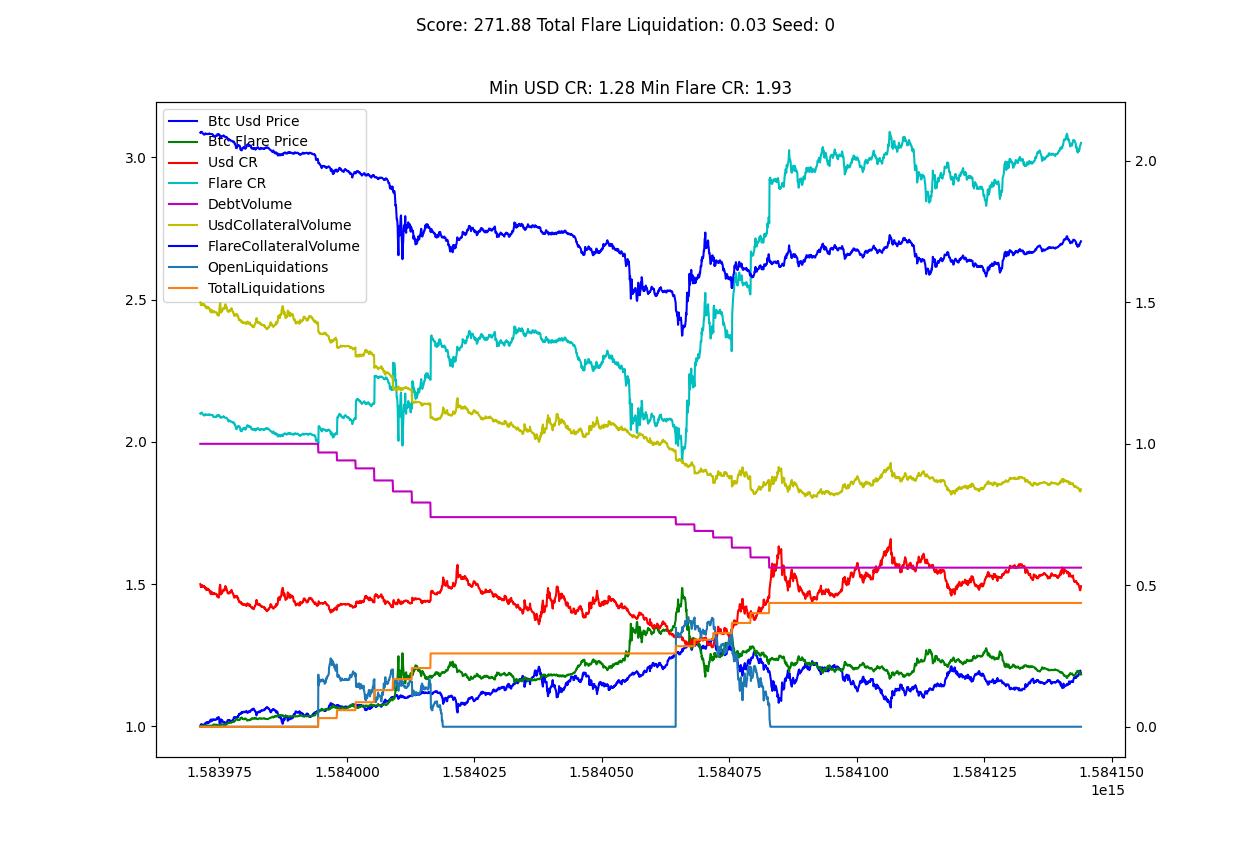 Score: 271.88 Total Flare Liquidation: 0.03 Seed: 0
Min USD CR: 1.28 Min Flare CR: 1.93
Btc Usd Price
Btc Flare Price
Usd CR
Flare CR
DebtVolume
UsdCollateralVolume
FlareCollateralVolume
OpenLiquidations
TotalLiquidations
3.0
2.5
2.0
1.5
1.0
2.0
1.5
1.0
0.5
0.0
1.583975 1.584000 1.584025 1.584050 1.584075 1.584100 1.584125 1.584150
1e15